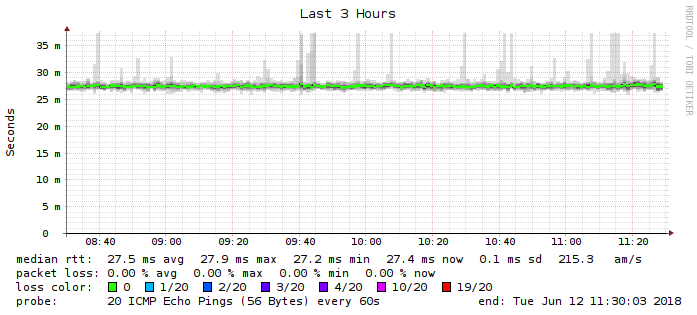 Last 3 Hours
RRDTOOL / TOBI OETIKER
Seconds
35 m
30 m
25 m
20 m
15 m
10 m
5 m
0
08:40 09:00 09:20 09:40 10:00 10:20 10:40 11:00 11:20
median rtt: 27.5 ms avg 27.9 ms max 27.2 ms min 27.4 ms now 0.1 ms sd 215.3 am/s
packet loss: 0.00 % avg 0.00 % max 0.00 % min 0.00 % now
loss color: 0 1/20 2/20 3/20 4/20 10/20 19/20
probe: 20 ICMP Echo Pings (56 Bytes) every 60s end: Tue Jun 12 11:30:03 2018